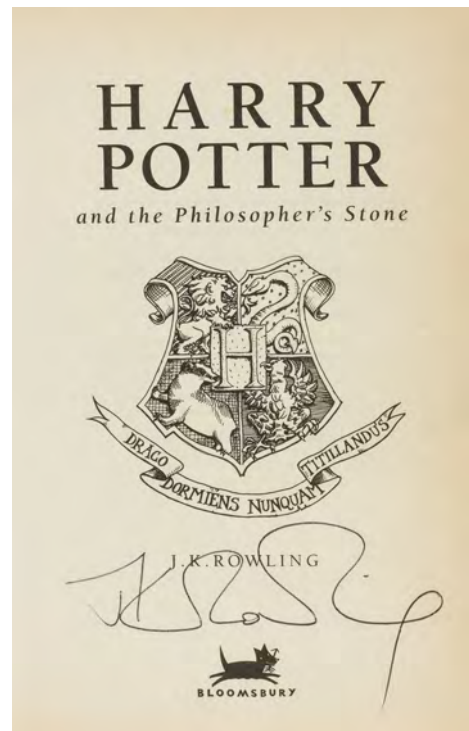 HARRY
POTTER
and the Philosopher's Stone
H
DRACO
DORMIENS NUNQUAM
TITILLANDUS
J.K.ROWLING
BLOOMSBURY